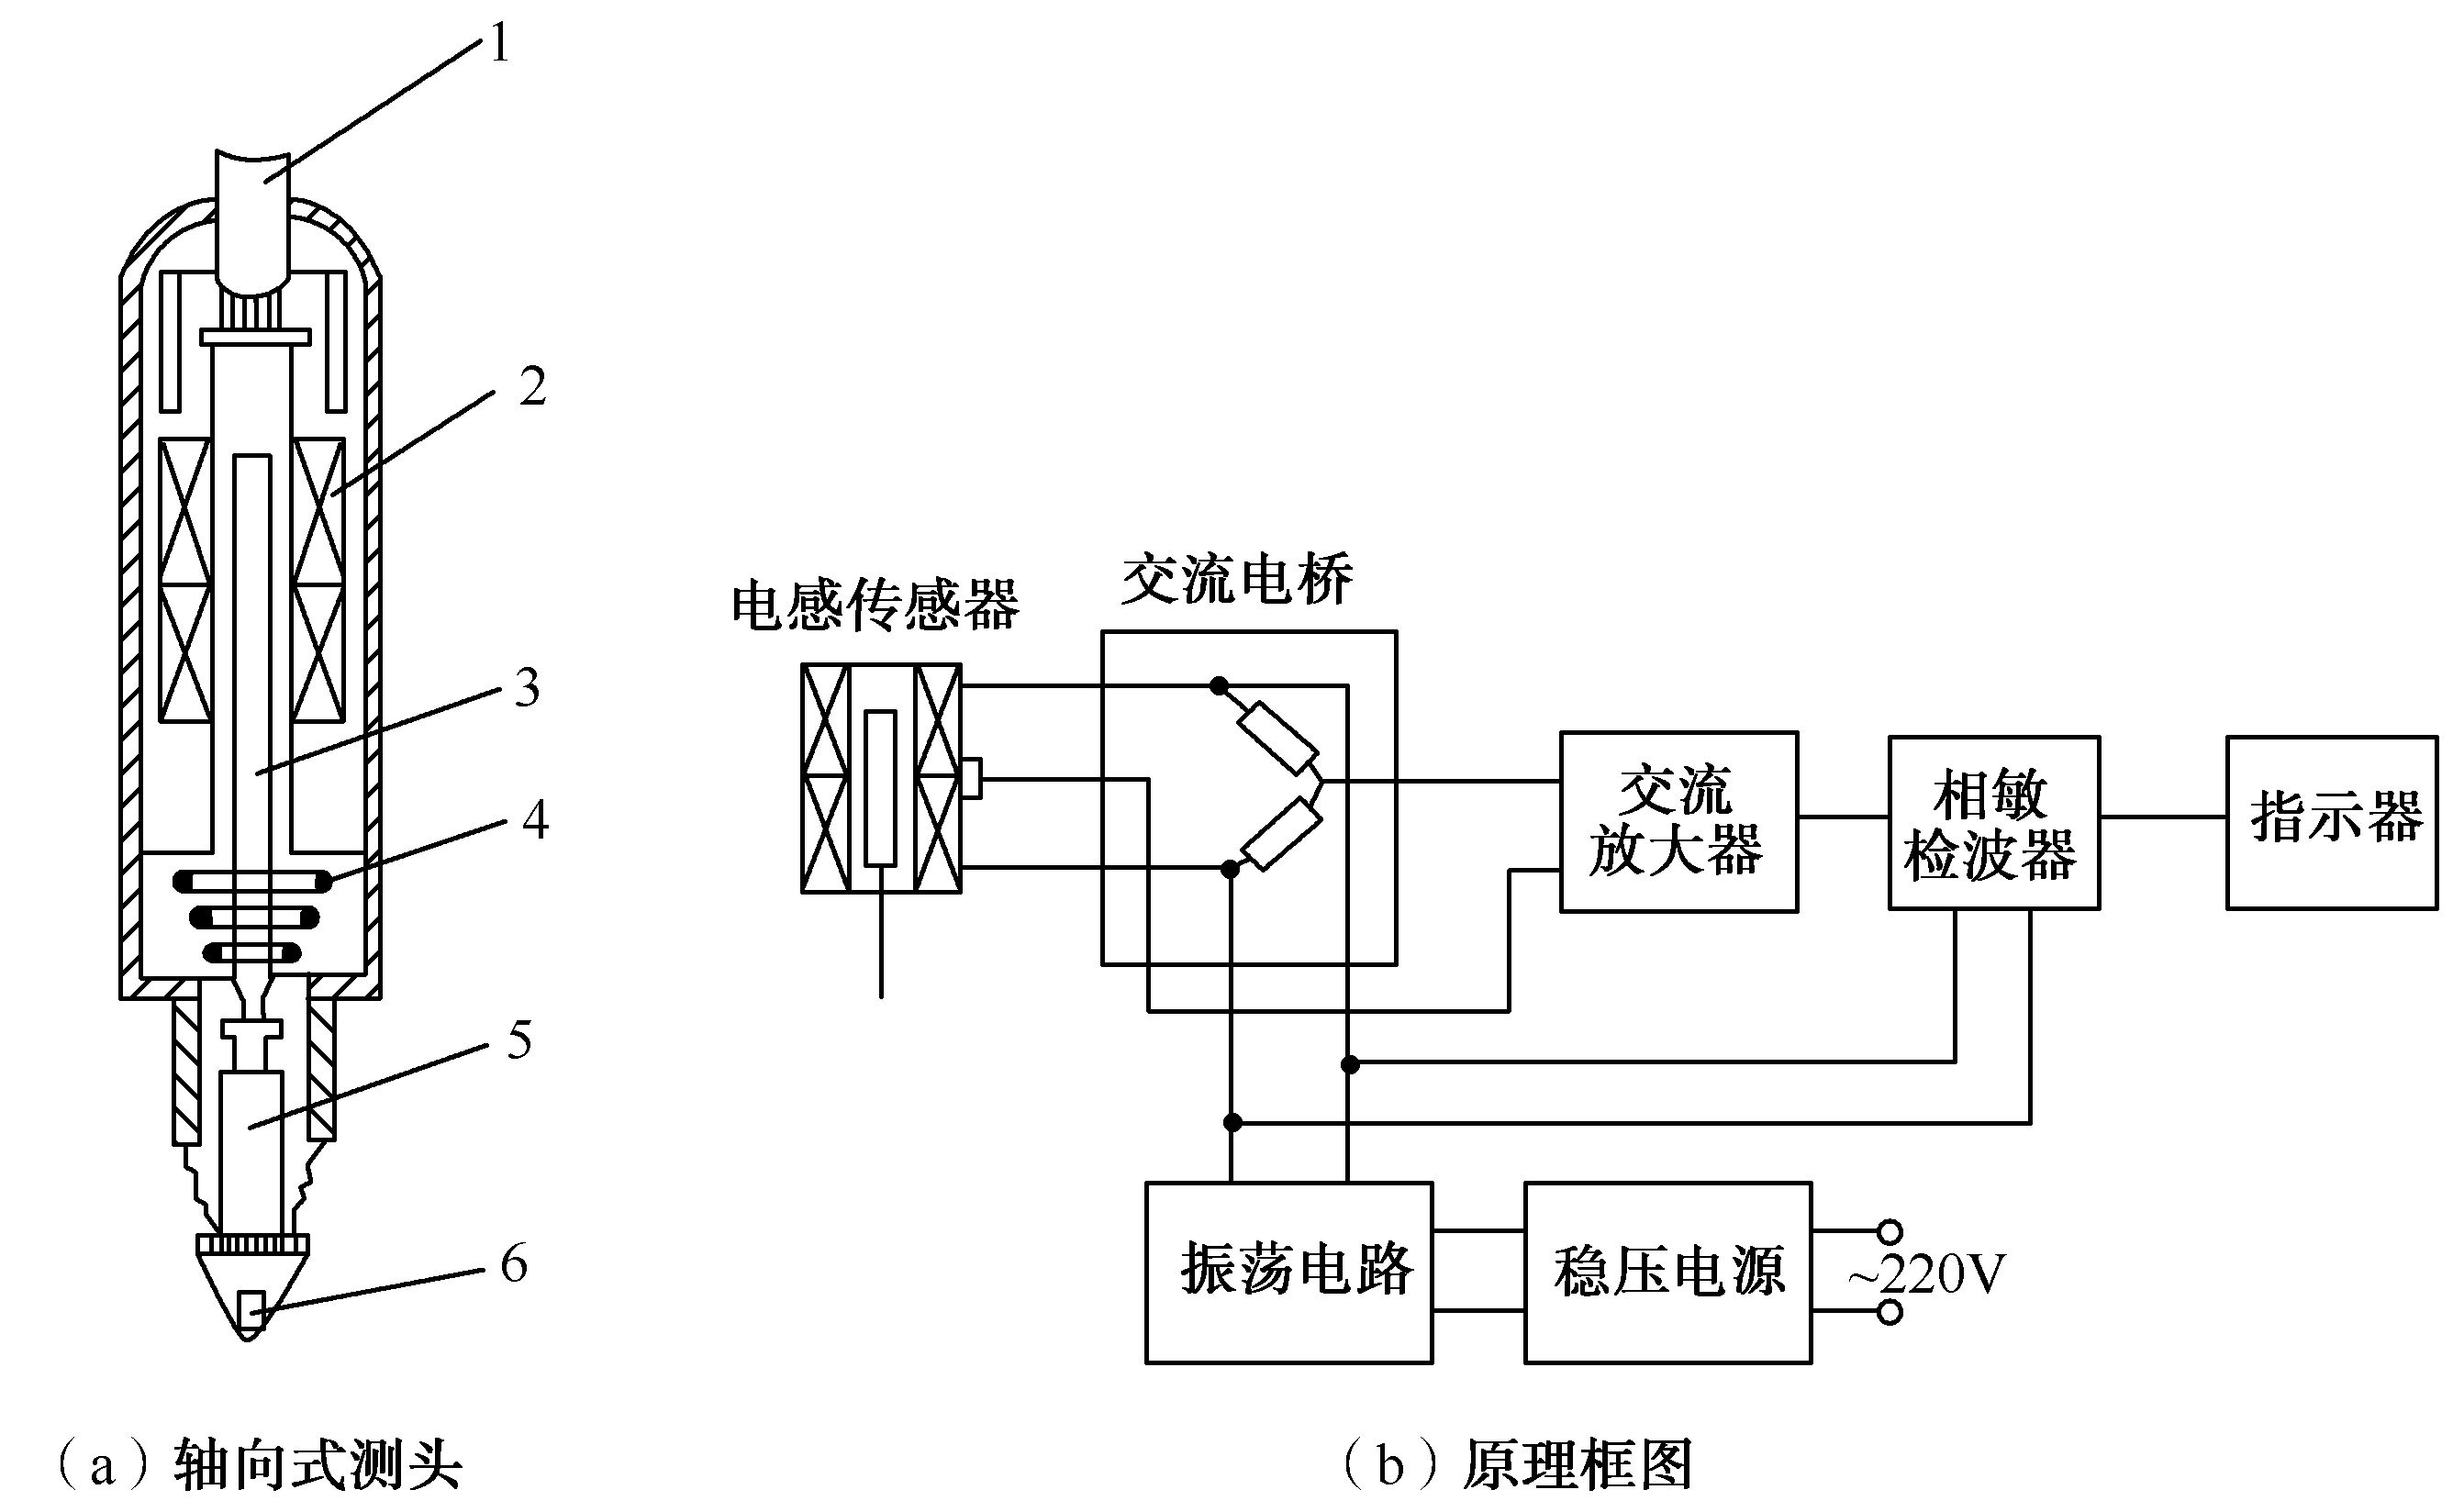 1
2
3
4
5
6
电感传感器
交流电桥
交流
放大器
相敏
检波器
指示器
振荡电路
稳压电源
~220V
（a）轴向式测头
（b）原理框图